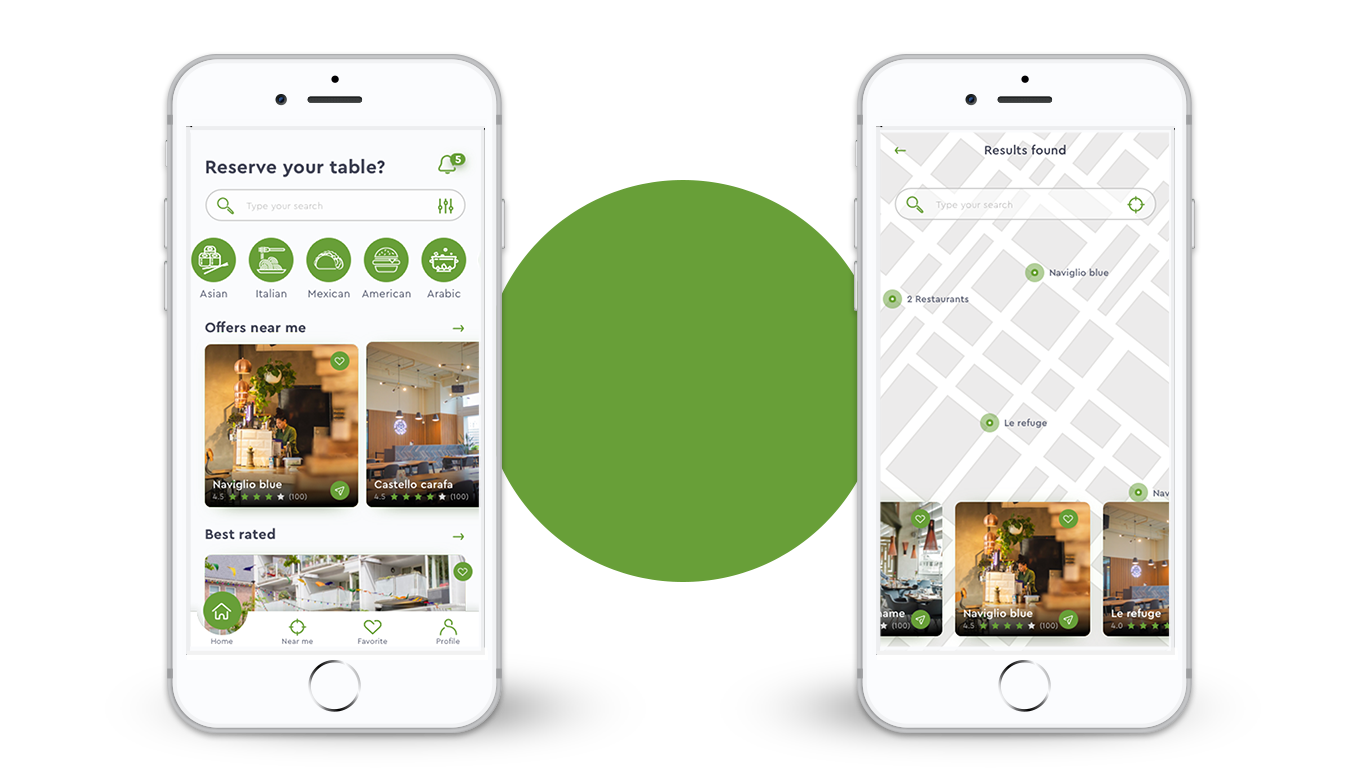 Reserve your table?
5
Type your search
Asian
Italian
Mexican
American
Arabic
Offers near me
Naviglio blue
4.5
(100)
Castello carafa
4.5
(100)
Best rated
Home
Near me
Favorite
Profile
Results found
Type your search
Naviglio blue
2 Restaurants
Le refuge
Nav
ame
(100)
Naviglio blue
4.5
(100)
Le refuge
4.0